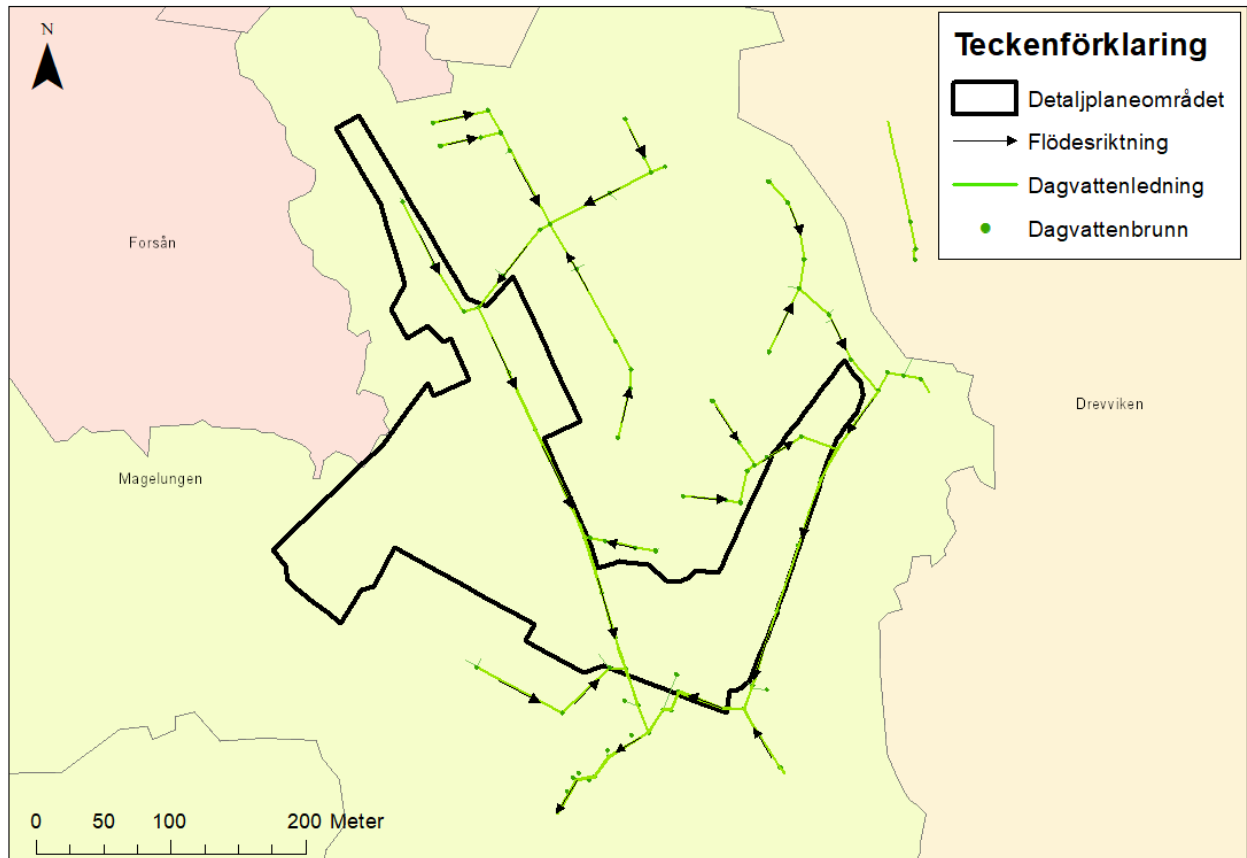 N
Teckenförklaring
Detaljplaneområdet
Flödesriktning
Dagvattenledning
Dagvattenbrunn
Forsån
Drevviken
Magelungen
0 50 100 200 Meter